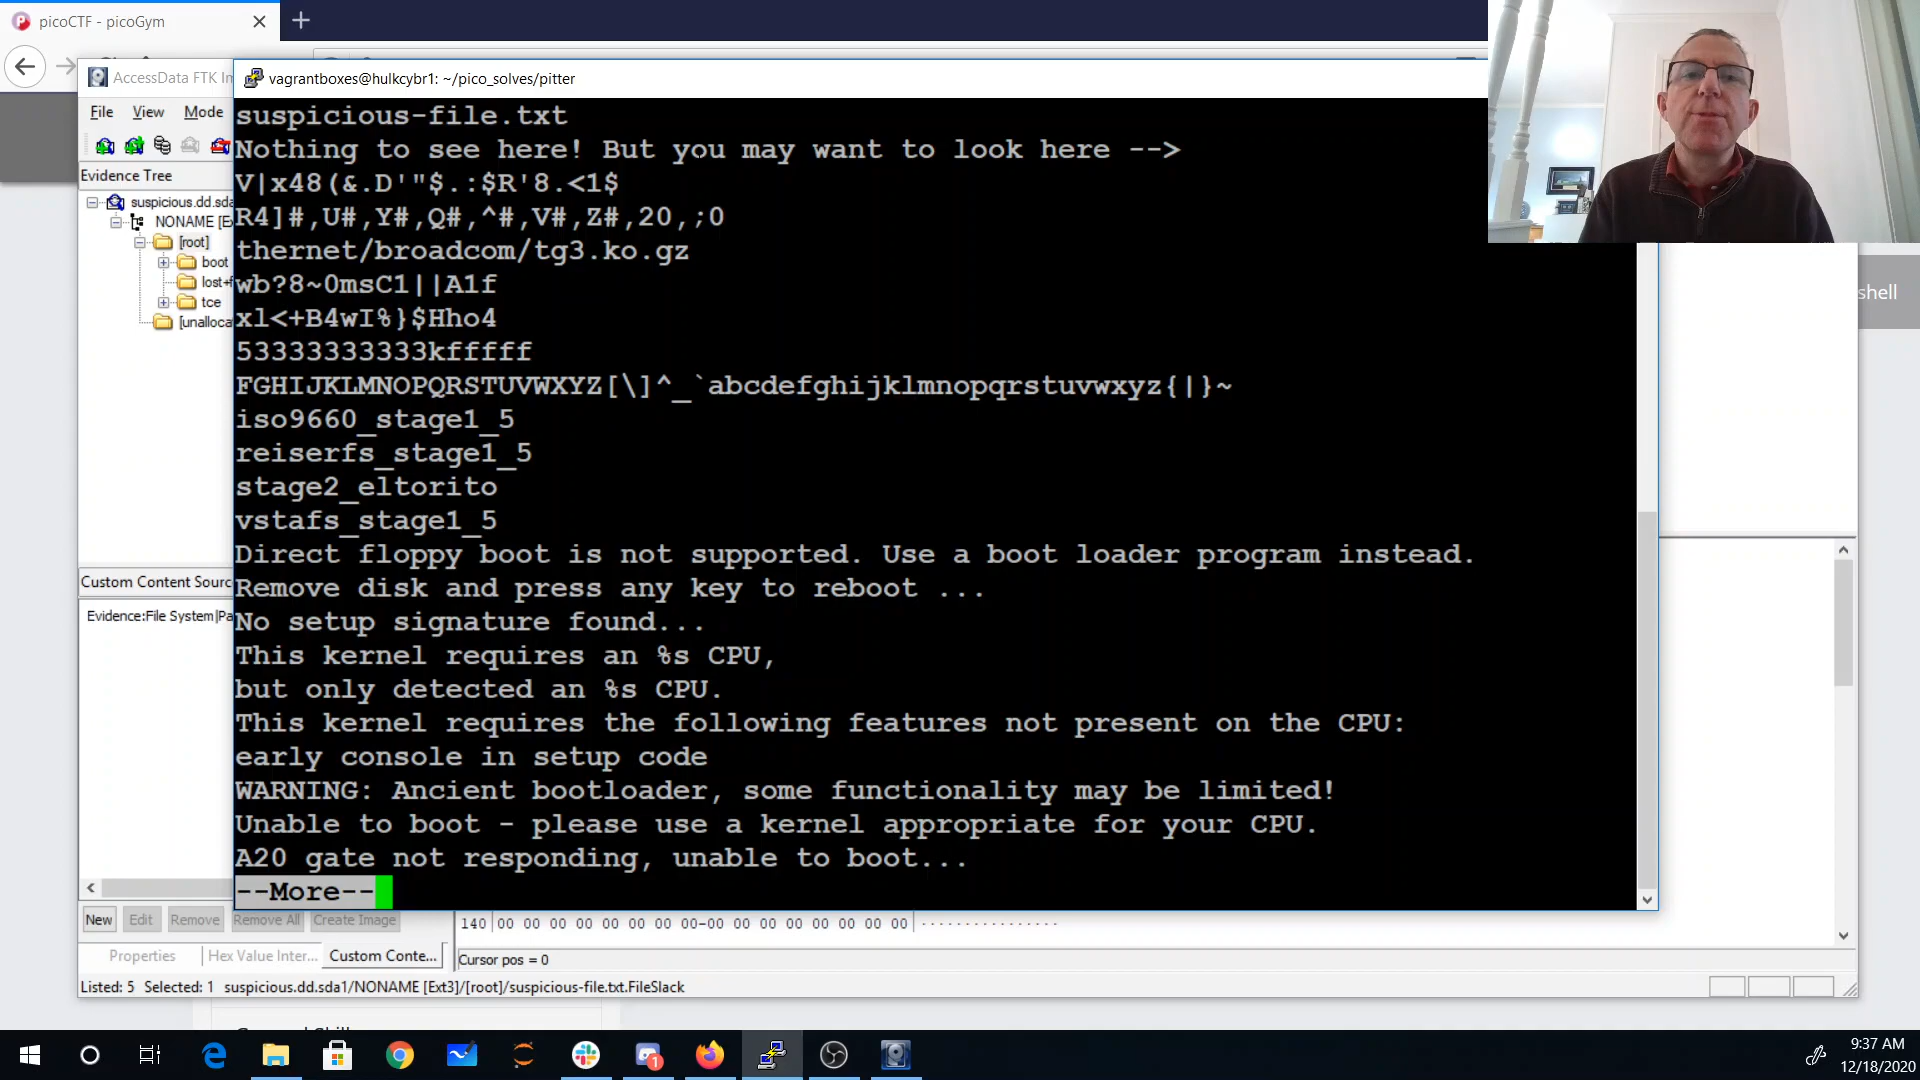 picoCTF - picoGym
AccessData FTK Im
vagrantboxes@hulkcybr1: ~/pico_solves/pitter
File View Mode
Evidence Tree
suspicious.dd.sda1
NONAME [Ext
[root]
boot
lost+f
tce
[unalloca
suspicious-file.txt
Nothing to see here! But you may want to look here -->
V|x48(&.D'"$.:$R'8.<1$
R4]#,U#,Y#,Q#,^#,V#,Z#,20,;0
thernet/broadcom/tg3.ko.gz
wb?8~0msC1||A1f
xl<+B4wI%}$Hho4
53333333333kfffff
FGHIJKLMNOPQRSTUVWXYZ[\]^_`abcdefghijklmnopqrstuvwxyz{|}~
iso9660_stage1_5
reiserfs_stage1_5
stage2_eltorito
vstafs_stage1_5
Direct floppy boot is not supported. Use a boot loader program instead.
Remove disk and press any key to reboot ...
No setup signature found...
This kernel requires an %s CPU,
but only detected an %s CPU.
This kernel requires the following features not present on the CPU:
early console in setup code
WARNING: Ancient bootloader, some functionality may be limited!
Unable to boot - please use a kernel appropriate for your CPU.
A20 gate not responding, unable to boot...
--More--
shell
Custom Content Sourc
Evidence:File System|Pa
New Edit Remove Remove All Create Image
140 00 00 00 00 00 00 00 00-00 00 00 00 00 00 00 00 ················
Properties Hex Value Inter... Custom Conte...
Cursor pos = 0
Listed: 5 Selected: 1 suspicious.dd.sda1/NONAME [Ext3]/[root]/suspicious-file.txt.FileSlack
1
9:37 AM
12/18/2020